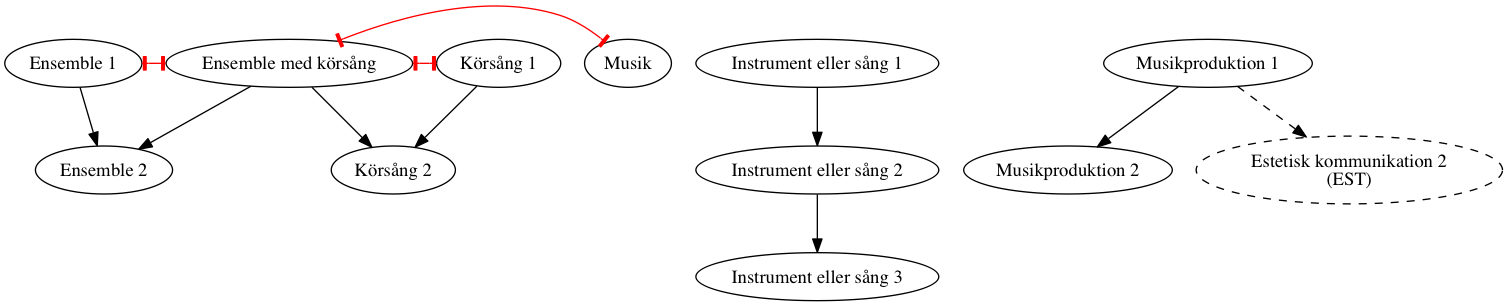 Ensemble 1
Ensemble med körsång
Körsång 1
Musik
Instrument eller sång 1
Musikproduktion 1
Ensemble 2
Körsång 2
Instrument eller sång 2
Musikproduktion 2
Estetisk kommunikation 2
(EST)
Instrument eller sång 3